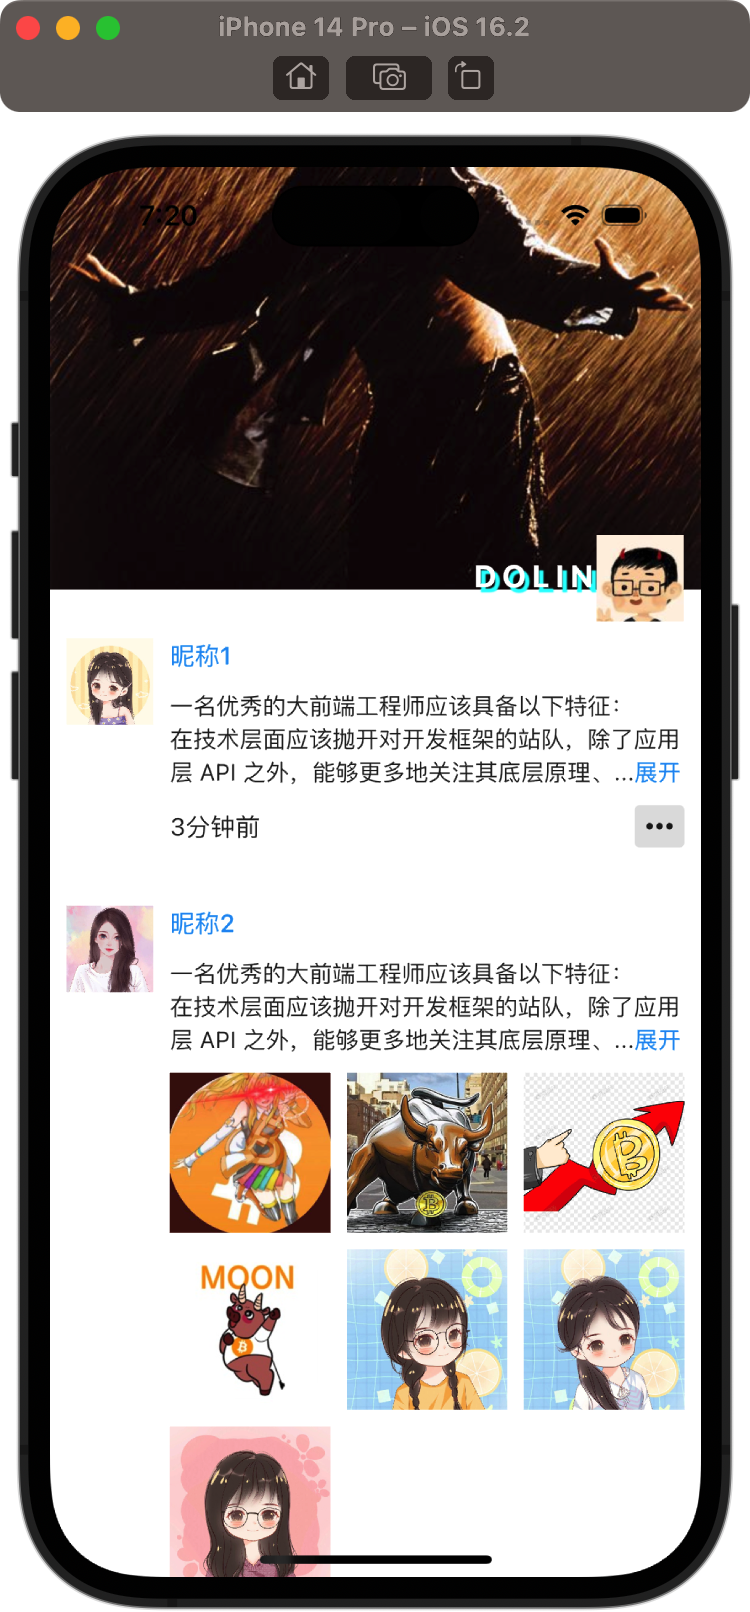 iPhone 14 Pro – iOS 16.2
7:20
DOLIN
昵称1
一名优秀的大前端工程师应该具备以下特征：
在技术层面应该抛开对开发框架的站队，除了应用
层 API 之外，能够更多地关注其底层原理、...展开
3分钟前
昵称2
一名优秀的大前端工程师应该具备以下特征：
在技术层面应该抛开对开发框架的站队，除了应用
层 API 之外，能够更多地关注其底层原理、...展开
MOON